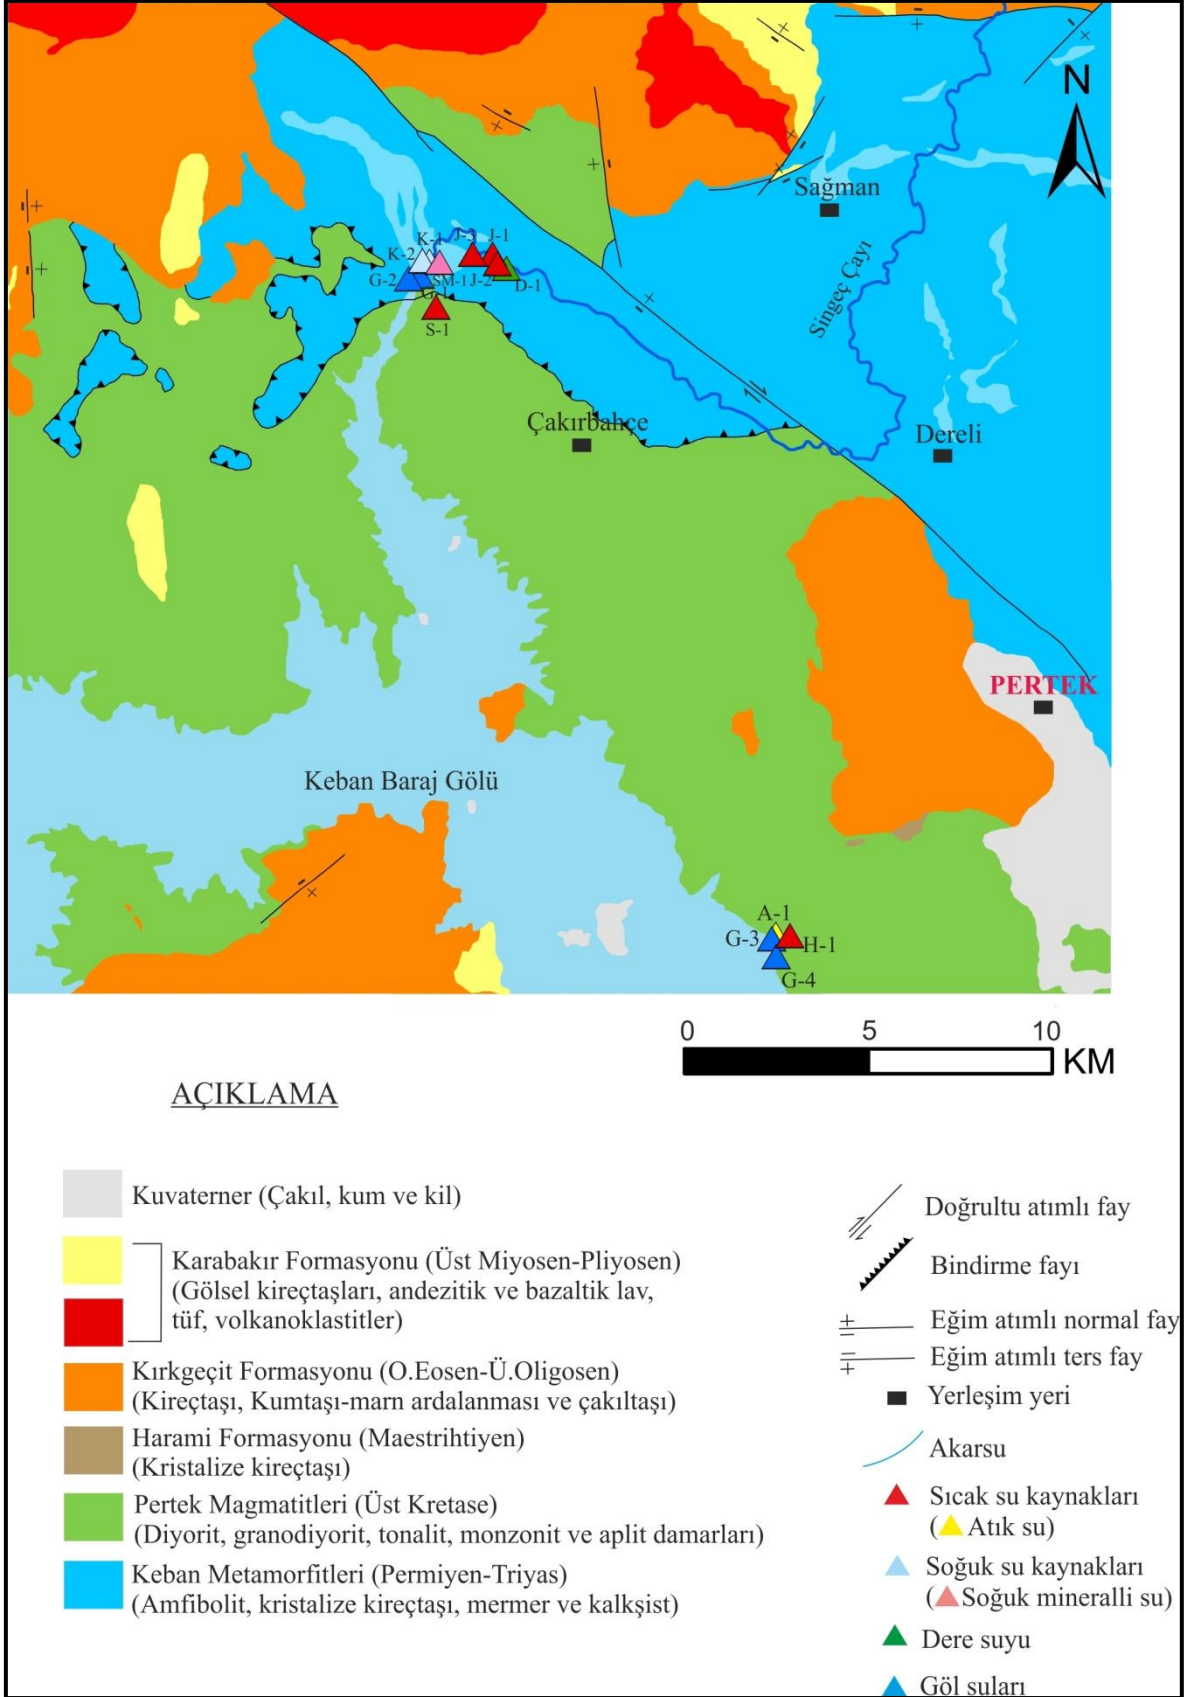 N
Sağman
K-1
K-2
J-3
J-1
G-2
G-1
SM-1
J-2
D-1
S-1
Singeç Çayı
Çakırbahçe
Dereli
PERTEK
Keban Baraj Gölü
A-1
G-3
H-1
G-4
0 5 10
KM
AÇIKLAMA
Kuvaterner (Çakıl, kum ve kil)
Karabakır Formasyonu (Üst Miyosen-Pliyosen)
(Gölsel kireçtaşları, andezitik ve bazaltik lav,
tüf, volkanoklastitler)
Kırkgeçit Formasyonu (O.Eosen-Ü.Oligosen)
(Kireçtaşı, Kumtaşı-marn ardalanması ve çakıltaşı)
Harami Formasyonu (Maestrihtiyen)
(Kristalize kireçtaşı)
Pertek Magmatitleri (Üst Kretase)
(Diyorit, granodiyorit, tonalit, monzonit ve aplit damarları)
Keban Metamorfitleri (Permiyen-Triyas)
(Amfibolit, kristalize kireçtaşı, mermer ve kalkşist)
Doğrultu atımlı fay
Bindirme fayı
Eğim atımlı normal fay
Eğim atımlı ters fay
Yerleşim yeri
Akarsu
Sıcak su kaynakları
(Atık su)
Soğuk su kaynakları
(Soğuk mineralli su)
Dere suyu
Göl suları